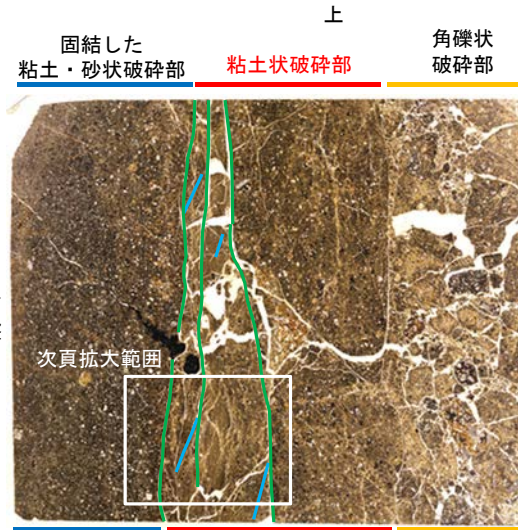 上
固結した
粘土・砂状破砕部
粘土状破砕部
角礫状
破砕部
次頁拡大範囲